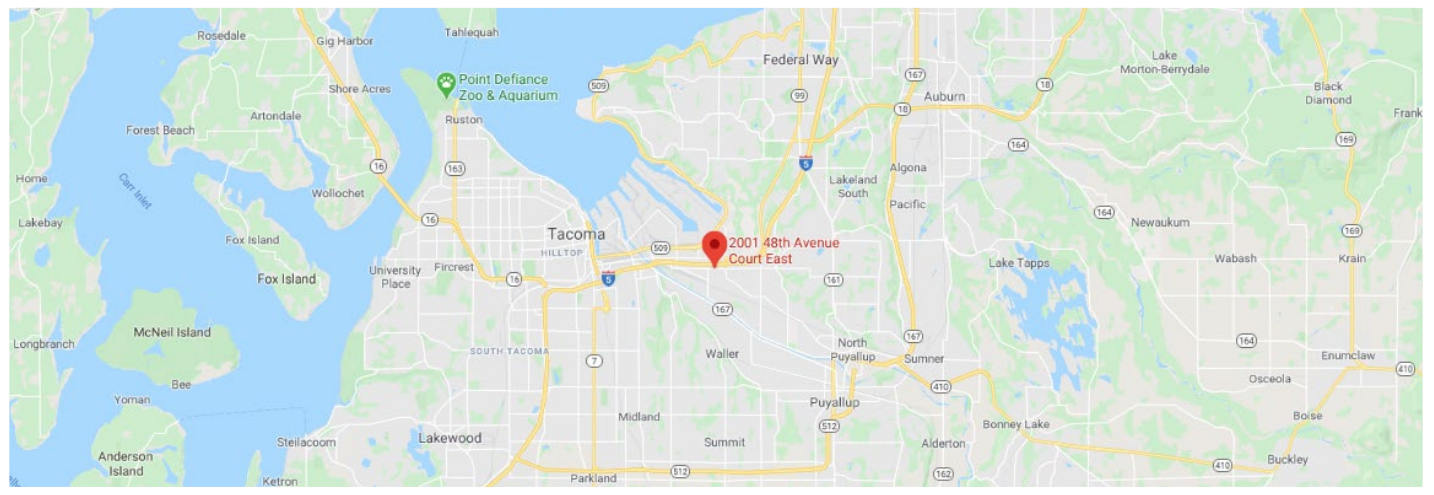 Rosedale
Gig Harbor
Tahlequah
Federal Way
Lake
Morton-Berrydale
Point Defiance
Zoo & Aquarium
Shore Acres
Ruston
509
99
167
18
Auburn
18
Black
Diamond
Artondale
Forest Beach
16
163
5
164
169
Frank
Home
Carr Inlet
Wollochet
Lakeland
South
Algona
Pacific
Lakebay
Fox Island
16
Tacoma
HILLTOP
509
2001 48th Avenue
Court East
164
Newaukum
169
Fox Island
University
Place
Fircrest
16
5
161
Lake Tapps
Wabash
Krain
McNeil Island
167
167
Longbranch
SOUTH TACOMA
7
Waller
North
Puyallup
Sumner
164
Enumclaw
410
Bee
Yoman
410
Osceola
Puyallup
Midland
512
Bonney Lake
Boise
Steilacoom
Lakewood
Summit
Alderton
Anderson
Island
Ketron
Parkland
512
162
410
Buckley